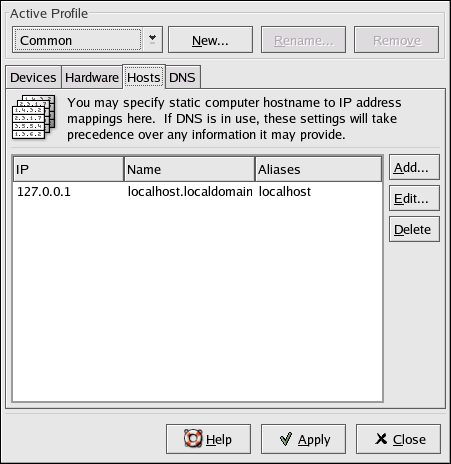 Active Profile
Common New... Rename... Remove
Devices Hardware Hosts DNS
You may specify static computer hostname to IP address
mappings here. If DNS is in use, these settings will take
precedence over any information it may provide.
IP Name Aliases Add...
127.0.0.1 localhost.localdomain localhost Edit...
Delete
Help Apply Close